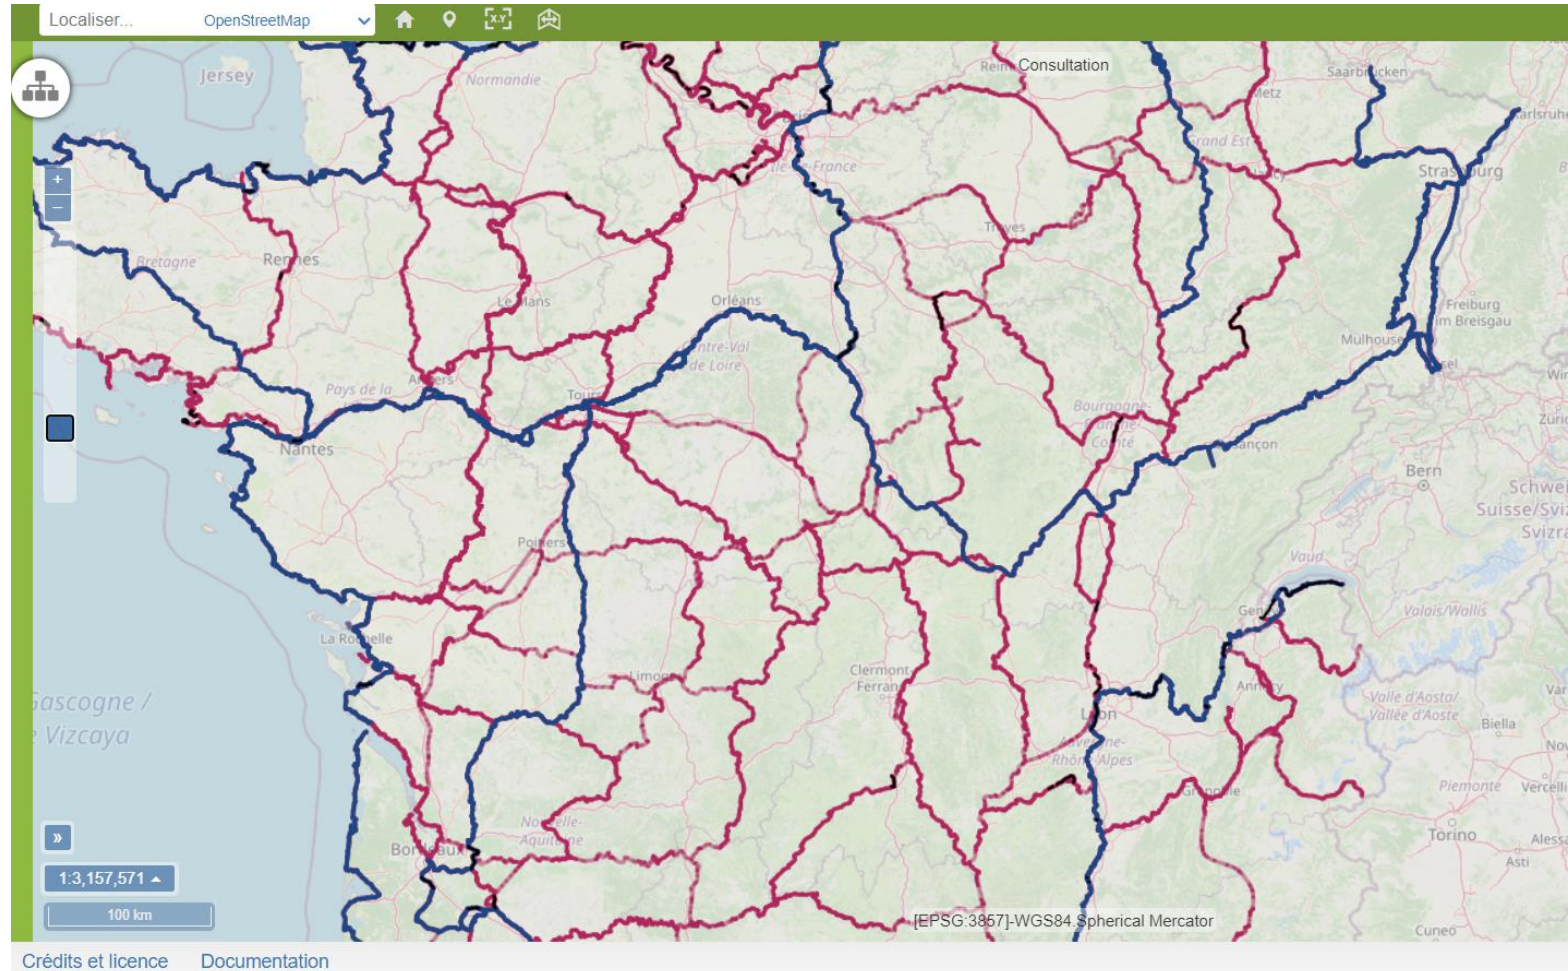 Localiser... OpenStreetMap
X.Y
Jersey
Normandie
Consultation
Saarbrücken
Metz
Karlsruhe
Île-de-France
Grand Est
Strasbourg
+
−
Bretagne
Rennes
Troyes
Le Mans
Orléans
Freiburg
im Breisgau
Centre-Val
de Loire
Mulhouse
Pays de la
Angers
Tours
Bourgogne-
Franche-
Comté
Nantes
Bern
Poitiers
Suisse/Sviz
Svizra
Vaud
Valais/Wallis
La Rochelle
Limoges
Clermont-
Ferrand
Annecy
Valle d'Aosta/
Vallée d'Aoste
Biella
Gascogne /
Vizcaya
Lyon
Auvergne-
Rhône-Alpes
Grenoble
Piemonte
Vercelli
Nouvelle-
Aquitaine
»
Bordeaux
Torino
Asti
1:3,157,571
100 km
[EPSG:3857]-WGS84 Spherical Mercator
Cuneo
Crédits et licence Documentation